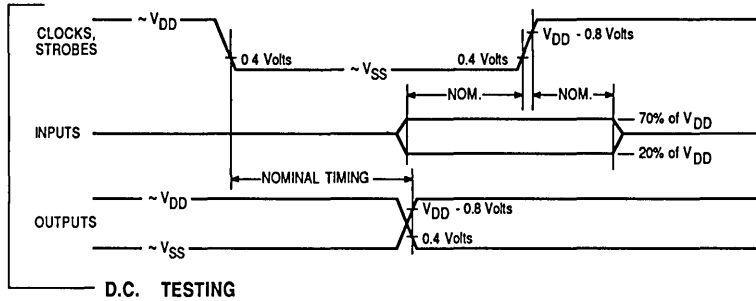 CLOCKS,
STROBES
~ VDD
0 4 Volts
~ VSS
0.4 Volts
VDD - 0.8 Volts
NOM.
NOM.
INPUTS
70% of VDD
20% of VDD
NOMINAL TIMING
OUTPUTS
~ VDD
VDD - 0.8 Volts
0.4 Volts
~ VSS
D.C. TESTING